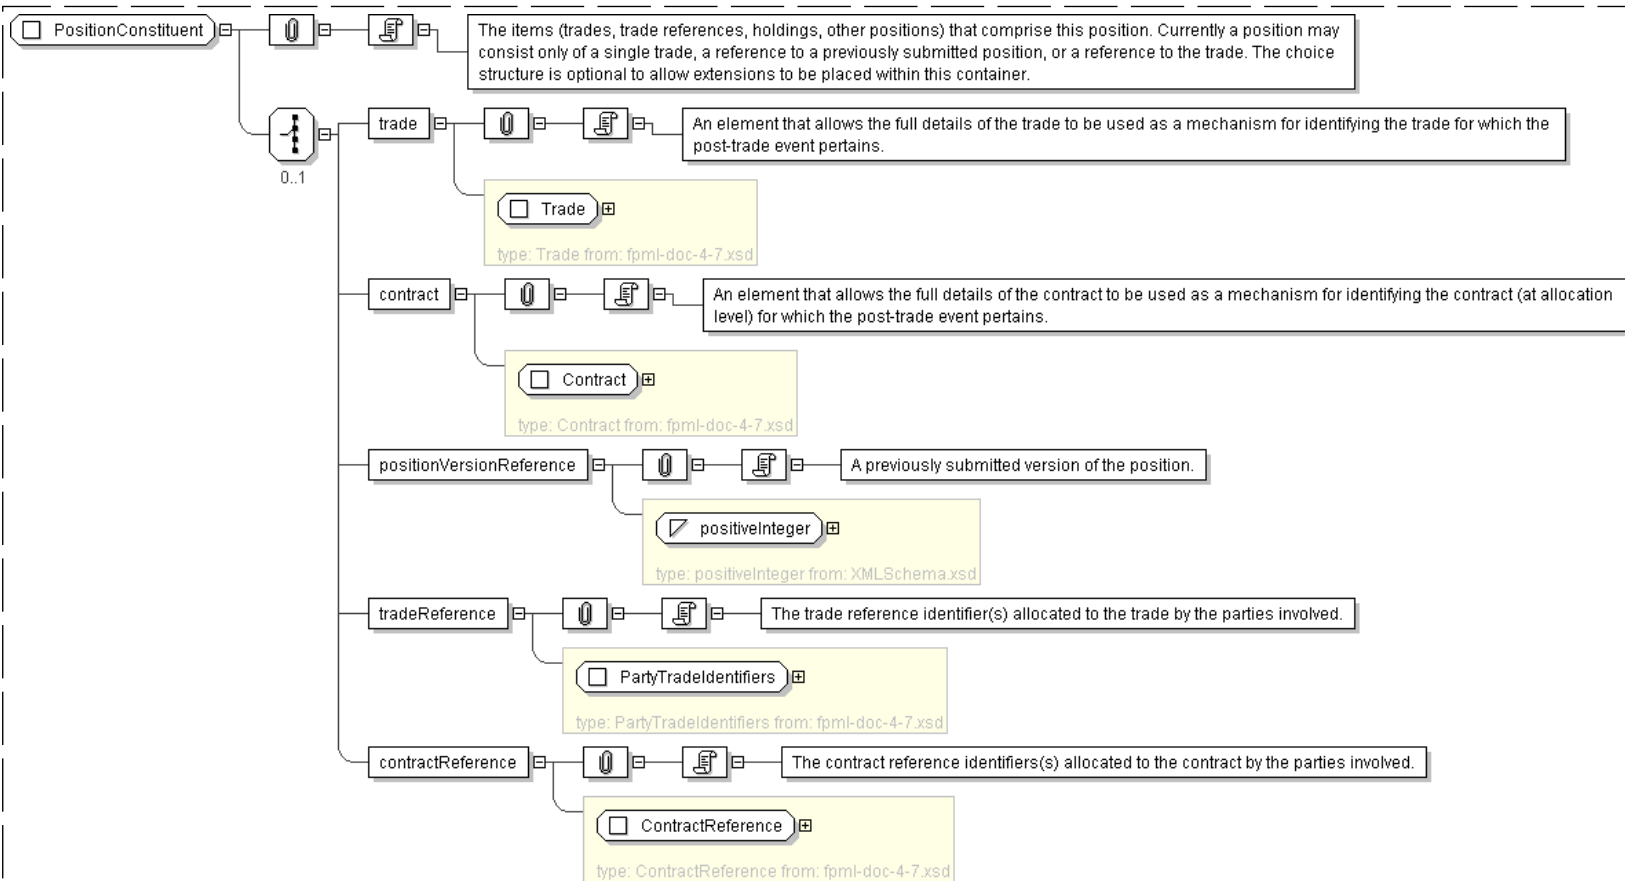 PositionConstituent
The items (trades, trade references, holdings, other positions) that comprise this position. Currently a position may
consist only of a single trade, a reference to a previously submitted position, or a reference to the trade. The choice
structure is optional to allow extensions to be placed within this container.
0..1
trade
An element that allows the full details of the trade to be used as a mechanism for identifying the trade for which the
post-trade event pertains.
Trade
type: Trade from: fpml-doc-4-7.xsd
contract
An element that allows the full details of the contract to be used as a mechanism for identifying the contract (at allocation
level) for which the post-trade event pertains.
Contract
type: Contract from: fpml-doc-4-7.xsd
positionVersionReference
A previously submitted version of the position.
positiveInteger
type: positiveInteger from: XMLSchema.xsd
tradeReference
The trade reference identifier(s) allocated to the trade by the parties involved.
PartyTradeIdentifiers
type: PartyTradeIdentifiers from: fpml-doc-4-7.xsd
contractReference
The contract reference identifiers(s) allocated to the contract by the parties involved.
ContractReference
type: ContractReference from: fpml-doc-4-7.xsd